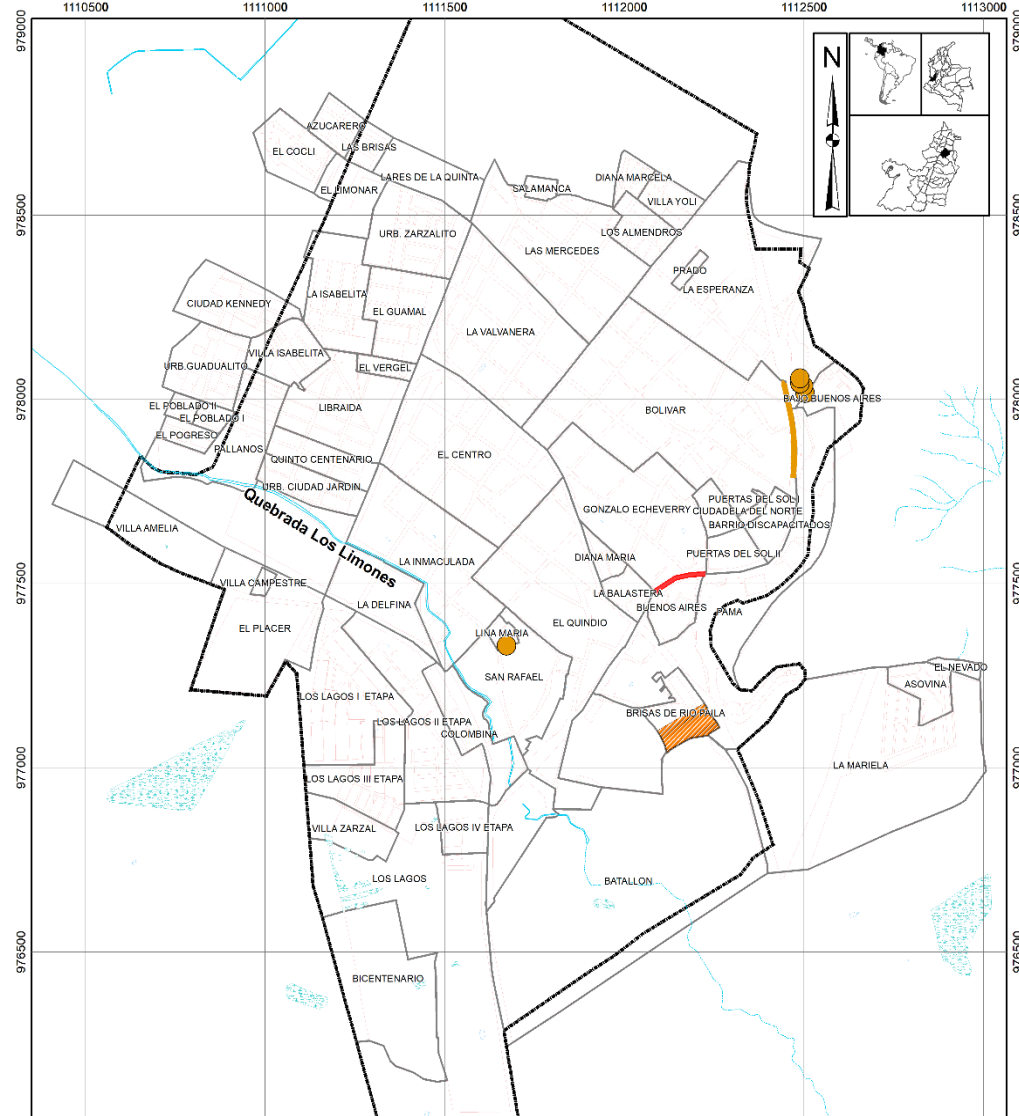 1110500
1111000
1111500
1112000
1112500
1113000
979000
979000
N
AZUCARERO
LAS BRISAS
EL COCLI
LARES DE LA QUINTA
EL LIMONAR
SALAMANCA
DIANA MARCELA
VILLA YOLI
978500
978500
URB. ZARZALITO
LOS ALMENDROS
LAS MERCEDES
PRADO
LA ESPERANZA
LA ISABELITA
CIUDAD KENNEDY
EL GUAMAL
LA VALVANERA
VILLA ISABELITA
URB.GUADUALITO
EL VERGEL
978000
978000
BAJO BUENOS AIRES
EL POBLADO II
EL POBLADO I
LIBRAIDA
BOLIVAR
EL POGRESO
PALLANOS
EL CENTRO
QUINTO CENTENARIO
URB. CIUDAD JARDIN
PUERTAS DEL SOL I
GONZALO ECHEVERRY
CIUDADELA DEL NORTE
BARRIO DISCAPACITADOS
VILLA AMELIA
Quebrada Los Limones
LA INMACULADA
DIANA MARIA
PUERTAS DEL SOL II
977500
977500
VILLA CAMPESTRE
LA BALASTERA
LA DELFINA
BUENOS AIRES
PAMA
EL PLACER
EL QUINDIO
LINA MARIA
SAN RAFAEL
EL NEVADO
ASOVINA
LOS LAGOS I  ETAPA
LOS LAGOS II ETAPA
COLOMBINA
BRISAS DE RIO PAILA
977000
977000
LOS LAGOS III ETAPA
LA MARIELA
VILLA ZARZAL
LOS LAGOS IV ETAPA
LOS LAGOS
BATALLON
976500
976500
BICENTENARIO